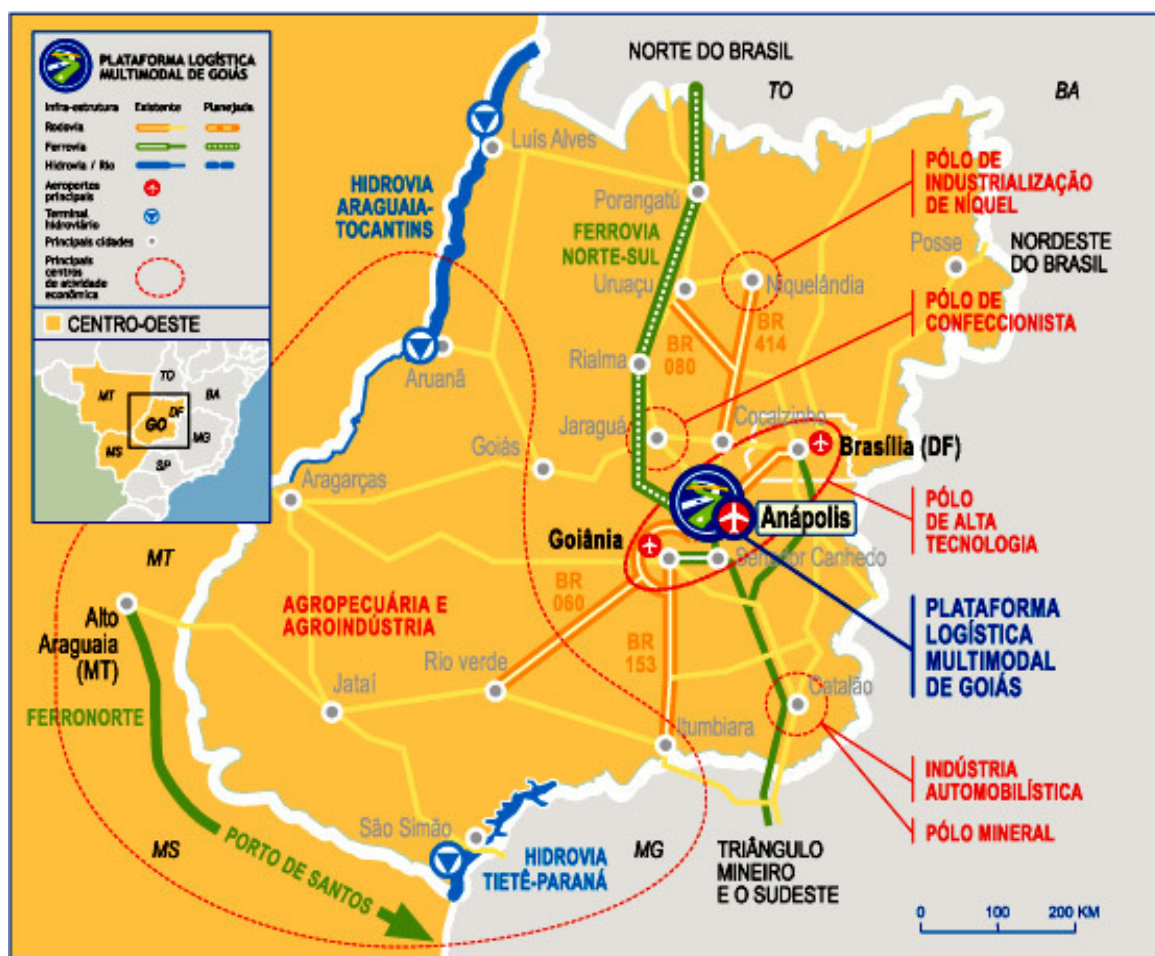 PLATAFORMA LOGÍSTICA
MULTIMODAL DE GOIÁS
Infra-estrutura Existente Planejada
Rodovia
Ferrovia
Hidrovia / Rio
Aeroportos
principais
Terminal
hidroviário
Principais cidades
Principais
centros
de atividade
econômica
CENTRO-OESTE
MT
TO
BA
GO
DF
MG
MS
SP
NORTE DO BRASIL
TO
BA
Luís Alves
HIDROVIA
ARAGUAIA-
TOCANTINS
PÓLO DE
INDUSTRIALIZAÇÃO
DE NÍQUEL
Porangatú
FERROVIA
NORTE-SUL
Posse
NORDESTE
DO BRASIL
Uruaçu
Niquelândia
PÓLO DE
CONFECCIONISTA
BR
080
BR
414
Rialma
Aruanã
Jaraguá
Cocalzinho
Goiás
Brasília (DF)
Aragarças
Anápolis
PÓLO
DE ALTA
TECNOLOGIA
Goiânia
Senador Canhedo
MT
BR
060
AGROPECUÁRIA E
AGROINDÚSTRIA
Alto
Araguaia
(MT)
PLATAFORMA
LOGÍSTICA
MULTIMODAL
DE GOIÁS
BR
153
Rio verde
Jataí
Catalão
FERRONORTE
Itumbiara
INDÚSTRIA
AUTOMOBILÍSTICA
PÓLO MINERAL
São Simão
MS
PORTO DE SANTOS
HIDROVIA
TIETÊ-PARANÁ
MG
TRIÂNGULO
MINEIRO
E O SUDESTE
0 100 200 KM